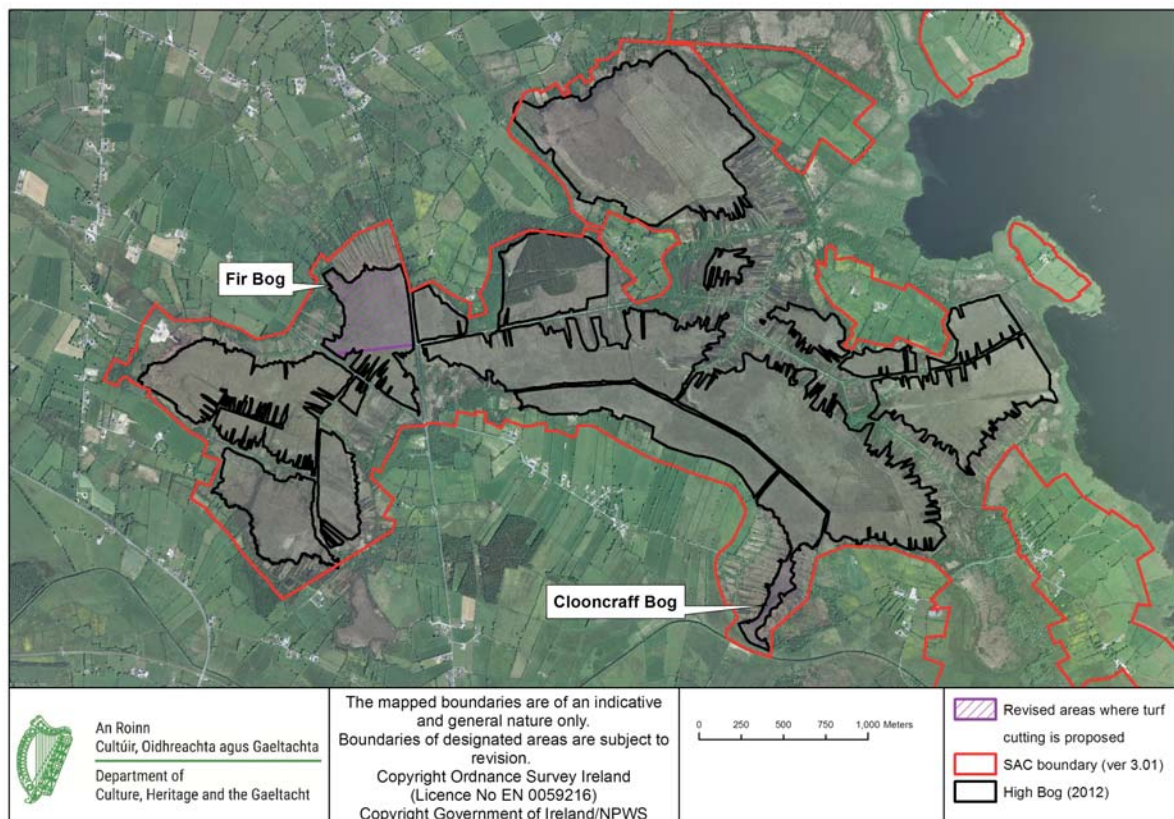 Fir Bog
Clooncraff Bog
An Roinn
Cultúir, Oidhreachta agus Gaeltachta
Department of
Culture, Heritage and the Gaeltacht
The mapped boundaries are of an indicative
and general nature only.
Boundaries of designated areas are subject to
revision.
Copyright Ordnance Survey Ireland
(Licence No EN 0059216)
Copyright Government of Ireland/NPWS
0 250 500 750 1,000 Meters
Revised areas where turf
cutting is proposed
SAC boundary (ver 3.01)
High Bog (2012)